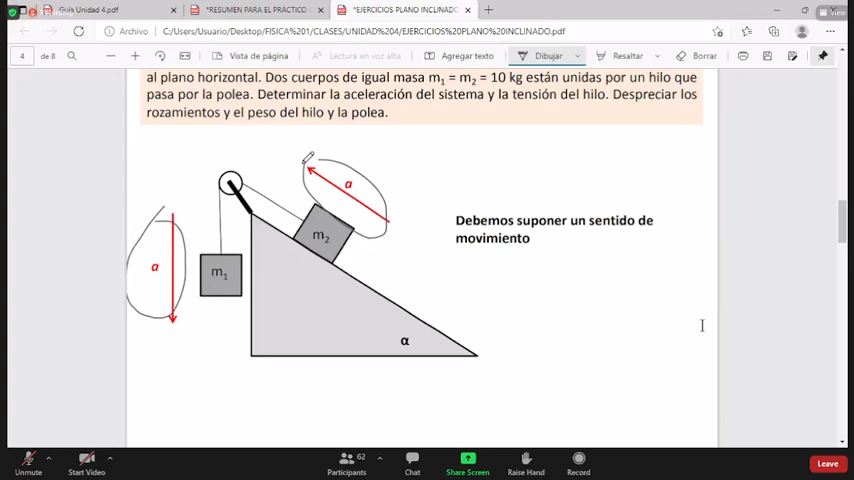 Guía Unidad 4.pdf
*RESUMEN PARA EL PRÁCTICO
*EJERCICIOS PLANO INCLINADO
View
Archivo
C:/Users/Usuario/Desktop/FISICA%201/CLASES/UNIDAD%204/EJERCICIOS%20PLANO%20INCLINADO.pdf
4 de 8
Vista de página
Lectura en voz alta
Agregar texto
Dibujar
Resaltar
Borrar
al plano horizontal. Dos cuerpos de igual masa m₁ = m₂ = 10 kg están unidas por un hilo que
pasa por la polea. Determinar la aceleración del sistema y la tensión del hilo. Despreciar los
rozamientos y el peso del hilo y la polea.
a
m₂
Debemos suponer un sentido de
movimiento
a
m₁
α
Unmute
Start Video
62
Participants
Chat
Share Screen
Raise Hand
Record
Leave